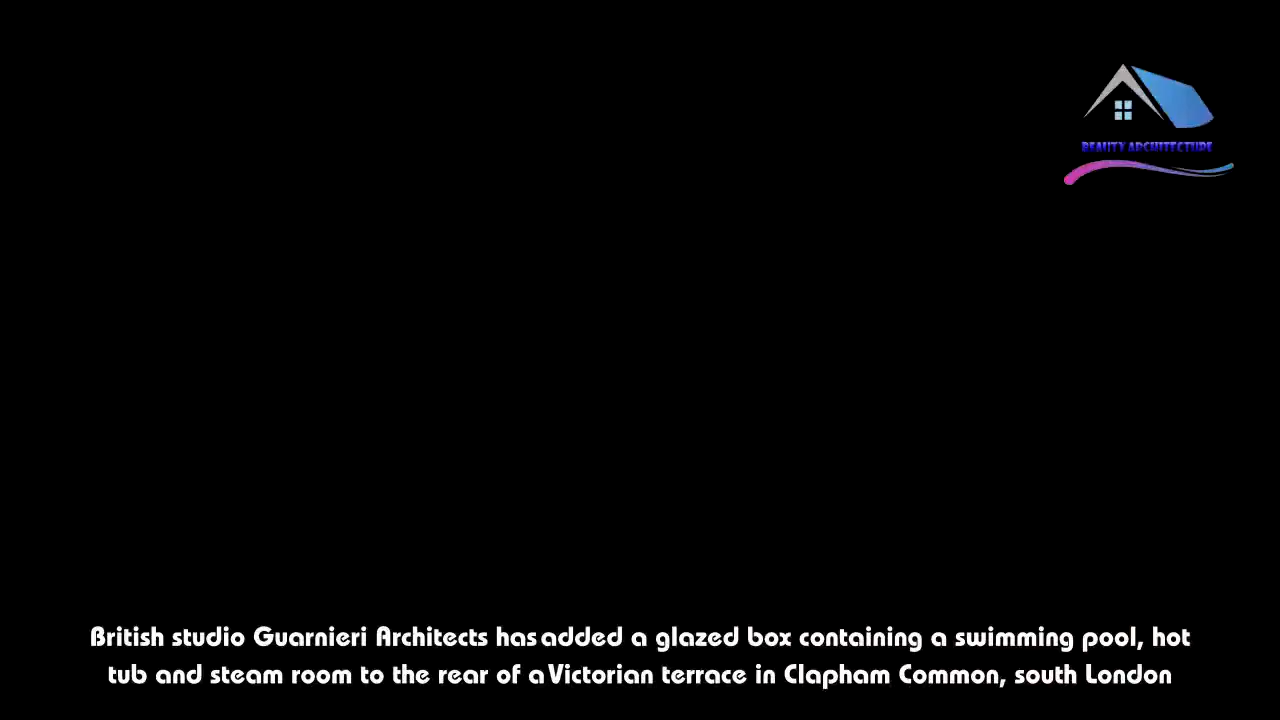 BEAUTY ARCHITECTURE
British studio Guarnieri Architects has added a glazed box containing a swimming pool, hot
tub and steam room to the rear of a Victorian terrace in Clapham Common, south London